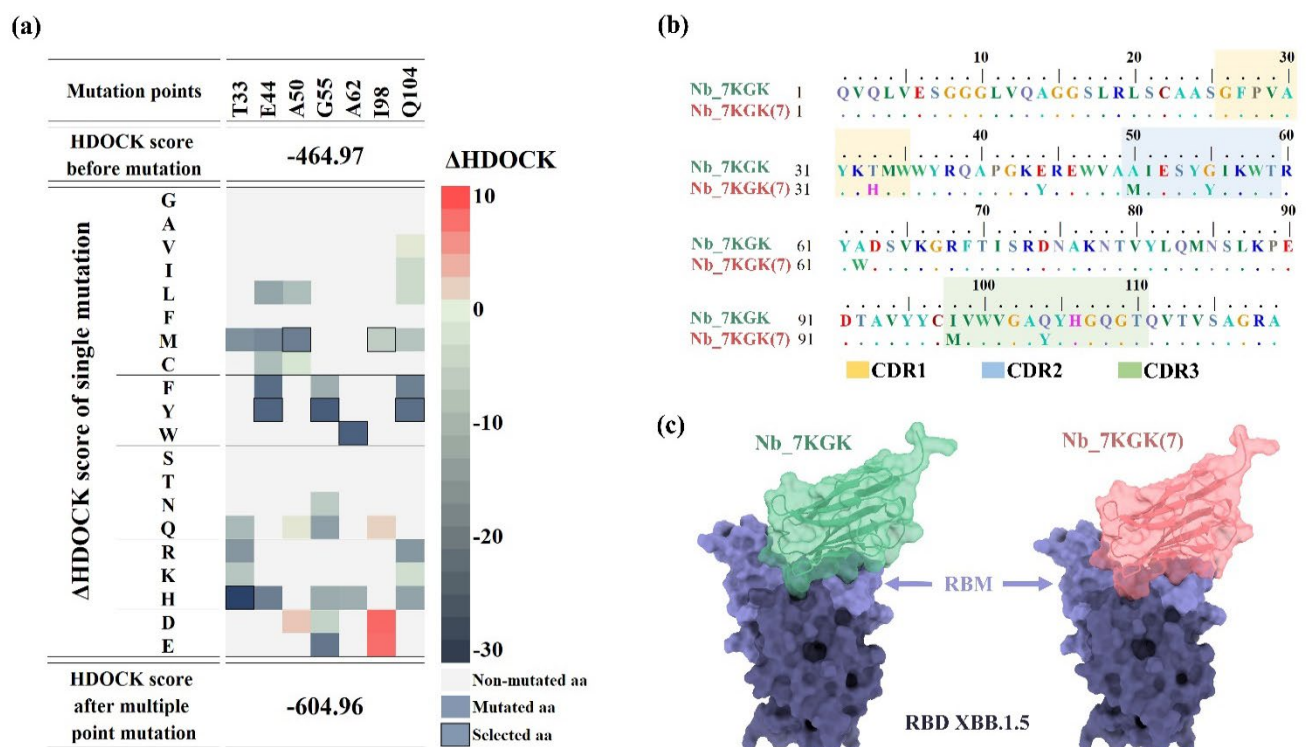 (a)
Mutation points
T33 E44 A50 G55 A62 I98 Q104
HDOCK score
before mutation
-464.97
ΔHDOCK score of single mutation
G
A
V
I
L
F
M
C
F
Y
W
S
T
N
Q
R
K
H
D
E
HDOCK score
after multiple
point mutation
-604.96
ΔHDOCK
10
0
-10
-20
-30
Non-mutated aa
Mutated aa
Selected aa
(b)
10 20 30
Nb_7KGK 1 QVQLVESGGGLVQAGGSLRLSCAASGFPVA
Nb_7KGK(7) 1 ..............................
40 50 60
Nb_7KGK 31 YKTMWWYRQAPGKEREWVAAIESYGIKWTR
Nb_7KGK(7) 31 ..H..........Y.....M....Y.....
70 80 90
Nb_7KGK 61 YADSVKGRFTISRDNAKNTVYLQMNSLKPE
Nb_7KGK(7) 61 .W............................
100 110
Nb_7KGK 91 DTAVYYCIVWVGAQYHGQGTQVTVSAGRA
Nb_7KGK(7) 91 .......M.....Y...............
CDR1 CDR2 CDR3
(c)
Nb_7KGK
Nb_7KGK(7)
RBM
RBD XBB.1.5